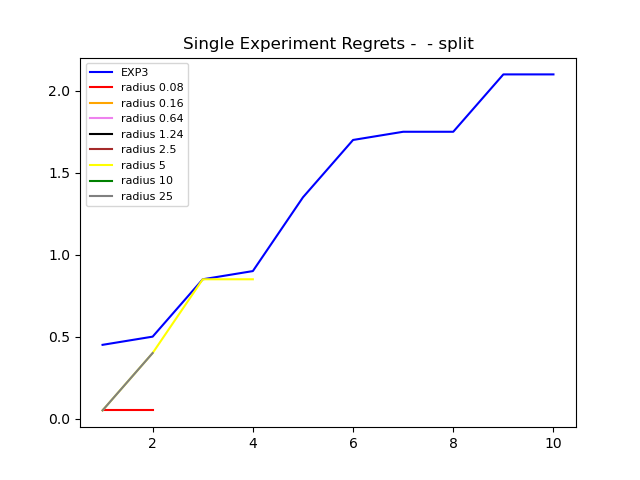 Single Experiment Regrets -  - split
EXP3
radius 0.08
radius 0.16
radius 0.64
radius 1.24
radius 2.5
radius 5
radius 10
radius 25
2.0
1.5
1.0
0.5
0.0
2 4 6 8 10